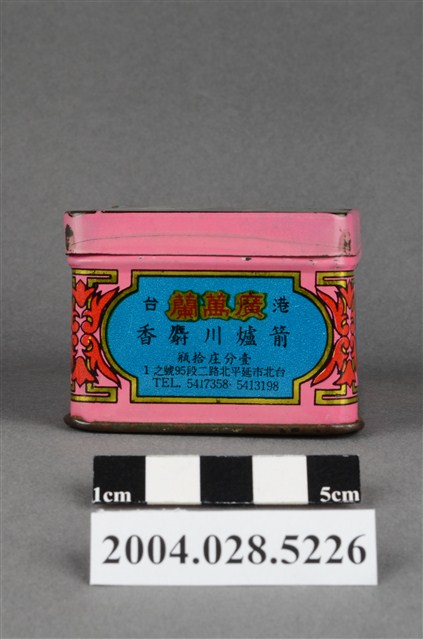 港 廣萬蘭 台
箭爐川麝香
壹分庄拾瓶
台北市延平北路二段95號之1
TEL. 5417358·5413198
1cm 5cm
2004.028.5226